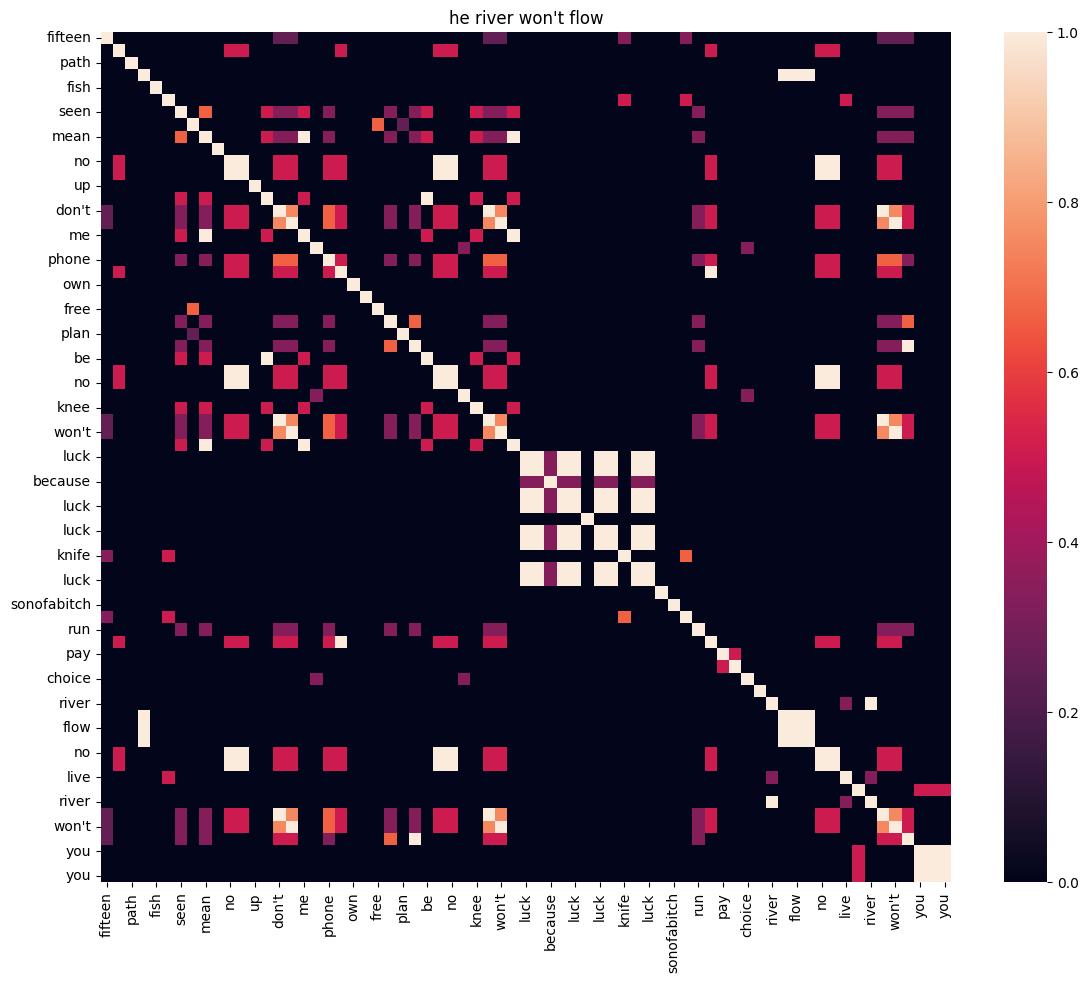 he river won't flow
fifteen
path
fish
seen
mean
no
up
don't
me
phone
own
free
plan
be
no
knee
won't
luck
because
luck
luck
knife
luck
sonofabitch
run
pay
choice
river
flow
no
live
river
won't
you
you
fifteen
path
fish
seen
mean
no
up
don't
me
phone
own
free
plan
be
no
knee
won't
luck
because
luck
luck
knife
luck
sonofabitch
run
pay
choice
river
flow
no
live
river
won't
you
you
1.0
0.8
0.6
0.4
0.2
0.0